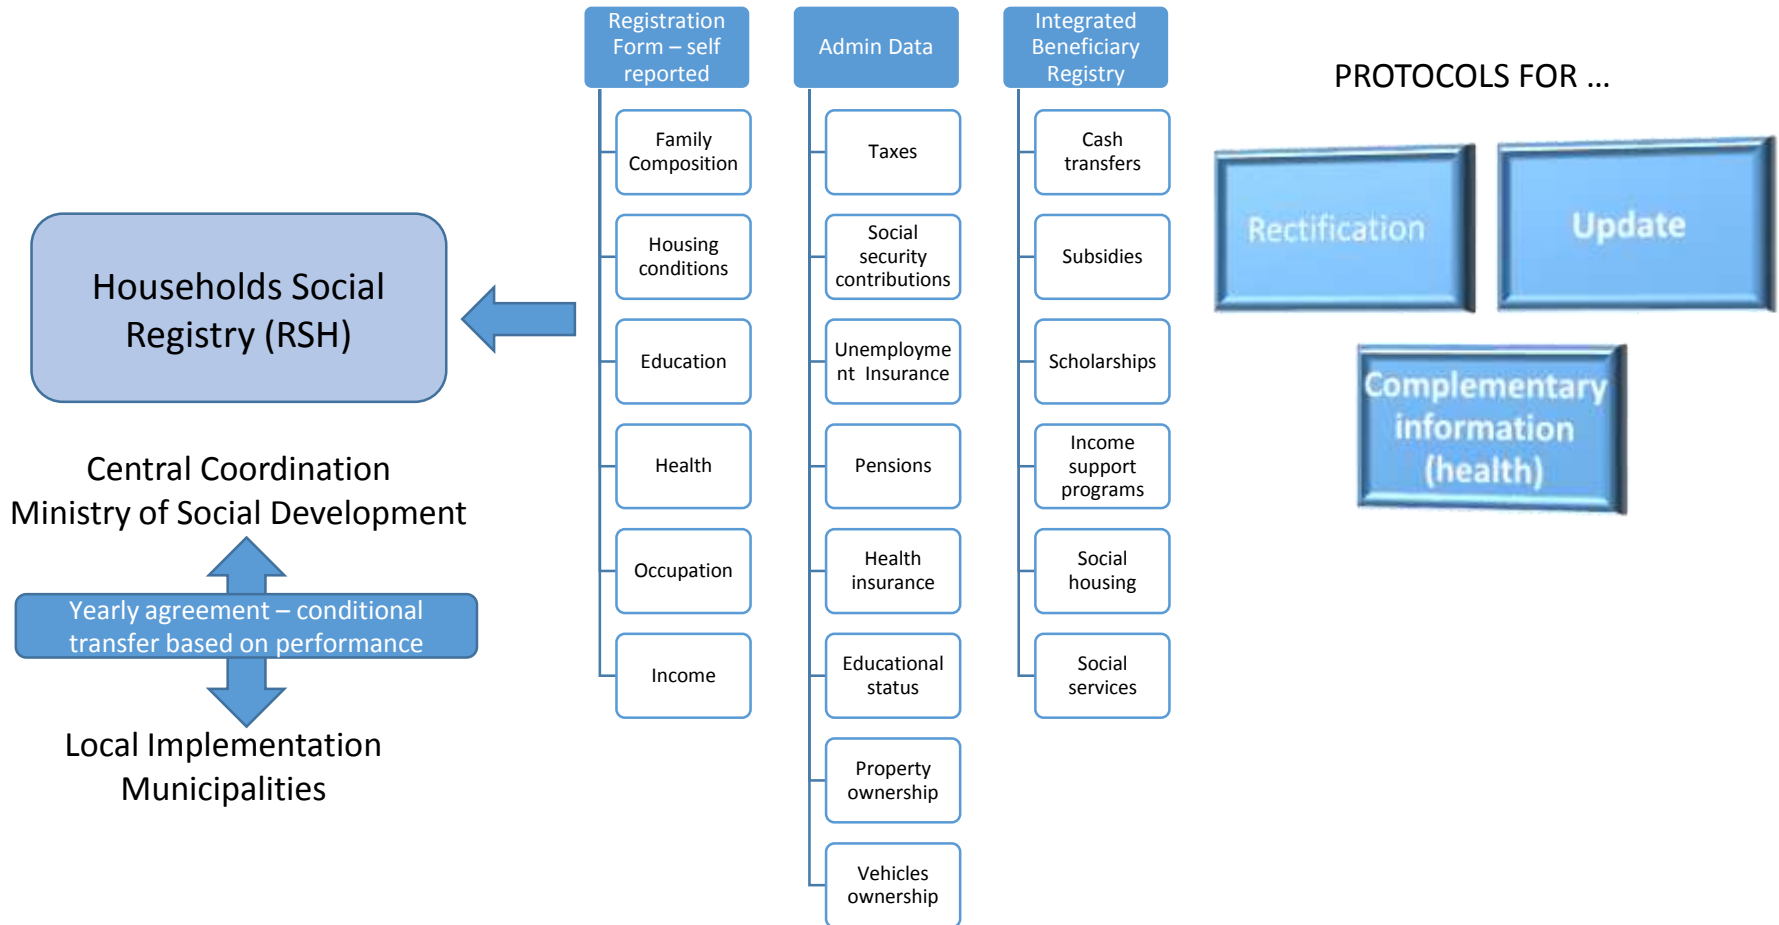 Registration
Form – self
reported
Admin Data
Integrated
Beneficiary
Registry
PROTOCOLS FOR ...
Family
Composition
Housing
conditions
Education
Health
Occupation
Income
Taxes
Social
security
contributions
Unemployme
nt Insurance
Pensions
Health
insurance
Educational
status
Property
ownership
Vehicles
ownership
Cash
transfers
Subsidies
Scholarships
Income
support
programs
Social
housing
Social
services
Rectification
Update
Complementary
information
(health)
Households Social
Registry (RSH)
Central Coordination
Ministry of Social Development
Yearly agreement – conditional
transfer based on performance
Local Implementation
Municipalities